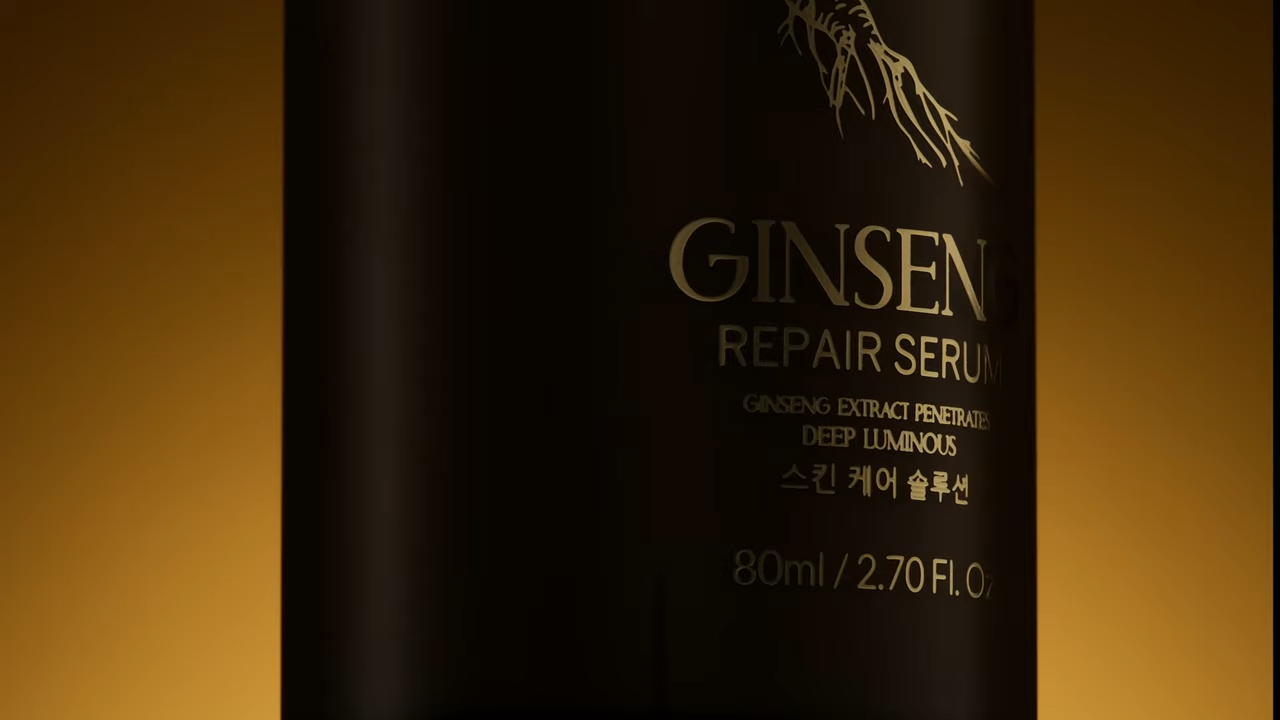 GINSENG
REPAIR SERUM
GINSENG EXTRACT PENETRATES
DEEP LUMINOUS
스킨 케어 솔루션
80ml / 2.70 Fl. Oz